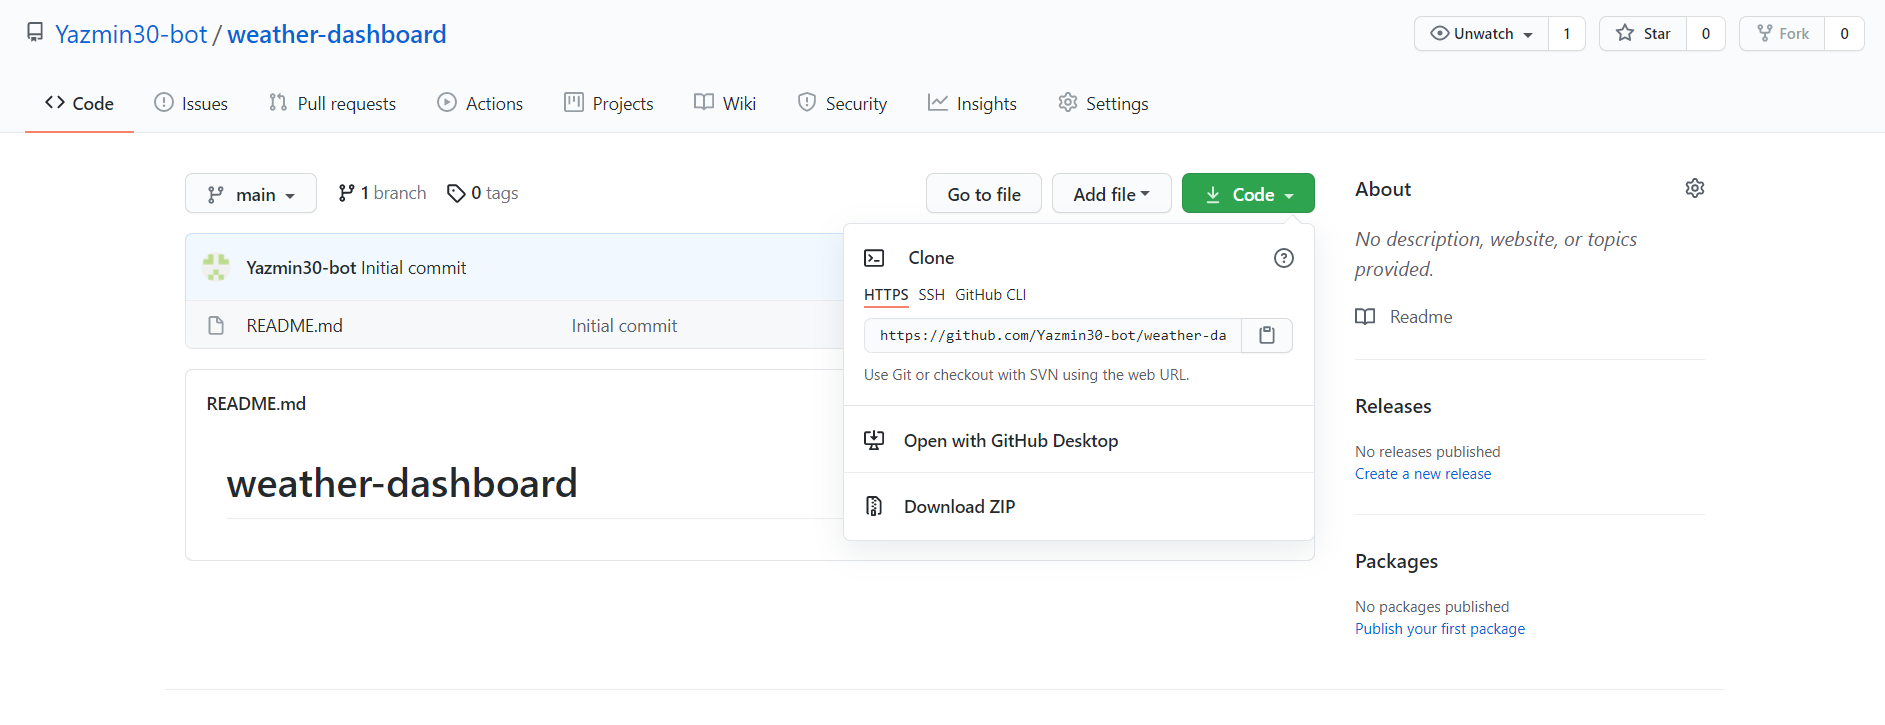 Yazmin30-bot / weather-dashboard
Unwatch 1 Star 0 Fork 0
Code Issues Pull requests Actions Projects Wiki Security Insights Settings
main 1 branch 0 tags
Go to file Add file Code
Yazmin30-bot Initial commit
README.md Initial commit
README.md
weather-dashboard
Clone
HTTPS SSH GitHub CLI
https://github.com/Yazmin30-bot/weather-da
Use Git or checkout with SVN using the web URL.
Open with GitHub Desktop
Download ZIP
About
No description, website, or topics
provided.
Readme
Releases
No releases published
Create a new release
Packages
No packages published
Publish your first package